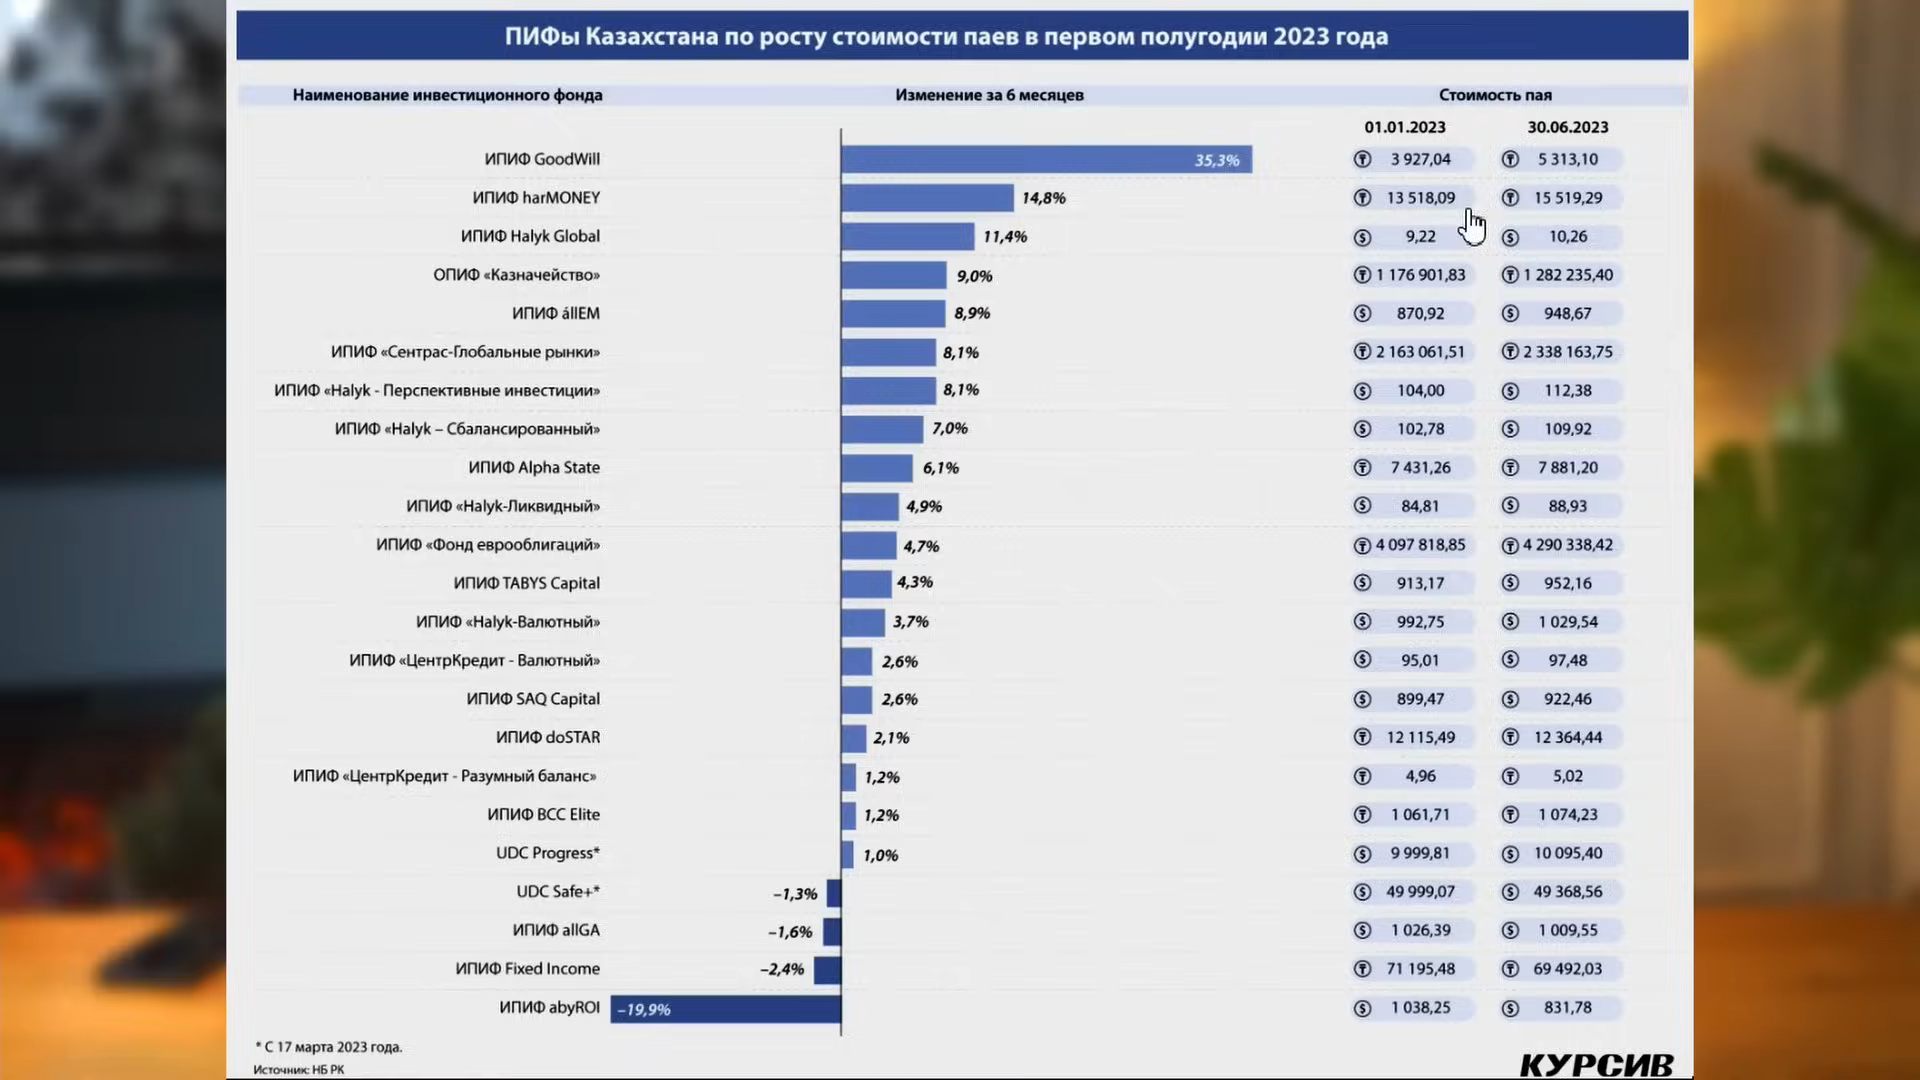 ПИФы Казахстана по росту стоимости паев в первом полугодии 2023 года
Наименование инвестиционного фонда Изменение за 6 месяцев Стоимость пая
01.01.2023 30.06.2023
ИПИФ GoodWill 35,3% ₸ 3 927,04 ₸ 5 313,10
ИПИФ harMONEY 14,8% ₸ 13 518,09 ₸ 15 519,29
ИПИФ Halyk Global 11,4% $ 9,22 $ 10,26
ОПИФ «Казначейство» 9,0% ₸ 1 176 901,83 ₸ 1 282 235,40
ИПИФ állEM 8,9% $ 870,92 $ 948,67
ИПИФ «Сентрас-Глобальные рынки» 8,1% ₸ 2 163 061,51 ₸ 2 338 163,75
ИПИФ «Halyk - Перспективные инвестиции» 8,1% $ 104,00 $ 112,38
ИПИФ «Halyk – Сбалансированный» 7,0% $ 102,78 $ 109,92
ИПИФ Alpha State 6,1% ₸ 7 431,26 ₸ 7 881,20
ИПИФ «Halyk-Ликвидный» 4,9% $ 84,81 $ 88,93
ИПИФ «Фонд еврооблигаций» 4,7% ₸ 4 097 818,85 ₸ 4 290 338,42
ИПИФ TABYS Capital 4,3% $ 913,17 $ 952,16
ИПИФ «Halyk-Валютный» 3,7% $ 992,75 $ 1 029,54
ИПИФ «ЦентрКредит - Валютный» 2,6% $ 95,01 $ 97,48
ИПИФ SAQ Capital 2,6% $ 899,47 $ 922,46
ИПИФ doSTAR 2,1% ₸ 12 115,49 ₸ 12 364,44
ИПИФ «ЦентрКредит - Разумный баланс» 1,2% ₸ 4,96 ₸ 5,02
ИПИФ BCC Elite 1,2% ₸ 1 061,71 ₸ 1 074,23
UDC Progress* 1,0% $ 9 999,81 $ 10 095,40
UDC Safe+* –1,3% $ 49 999,07 $ 49 368,56
ИПИФ allGA –1,6% $ 1 026,39 $ 1 009,55
ИПИФ Fixed Income –2,4% ₸ 71 195,48 ₸ 69 492,03
ИПИФ abyROI –19,9% $ 1 038,25 $ 831,78
* С 17 марта 2023 года.
Источник: НБ РК
КУРСИВ